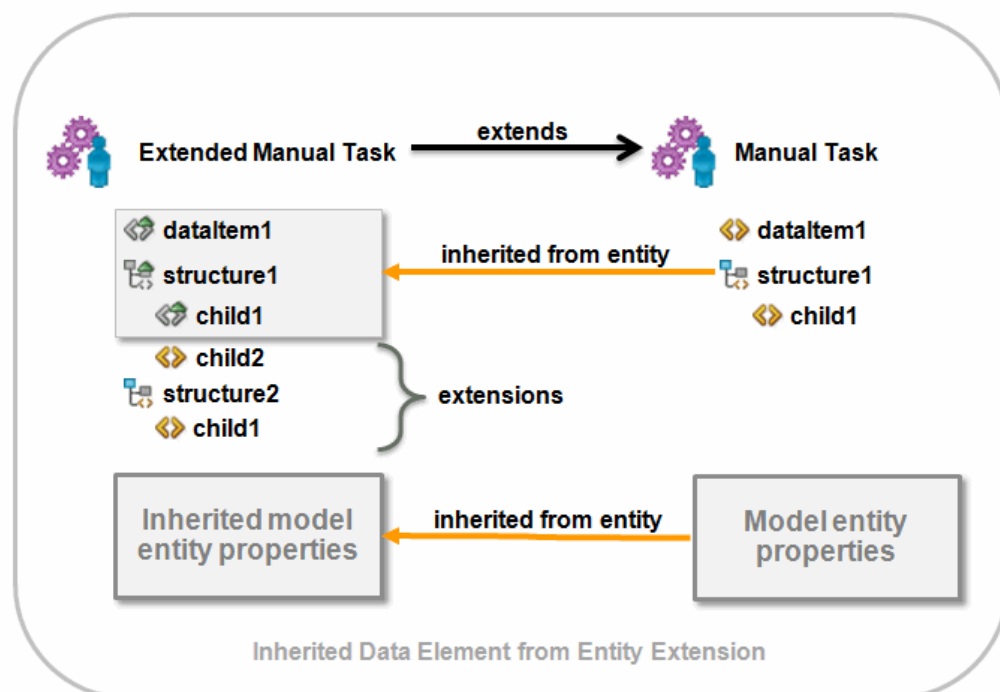 extends
Extended Manual Task
Manual Task
dataItem1
structure1
child1
inherited from entity
dataItem1
structure1
child1
child2
structure2
child1
extensions
Inherited model
entity properties
inherited from entity
Model entity
properties
Inherited Data Element from Entity Extension